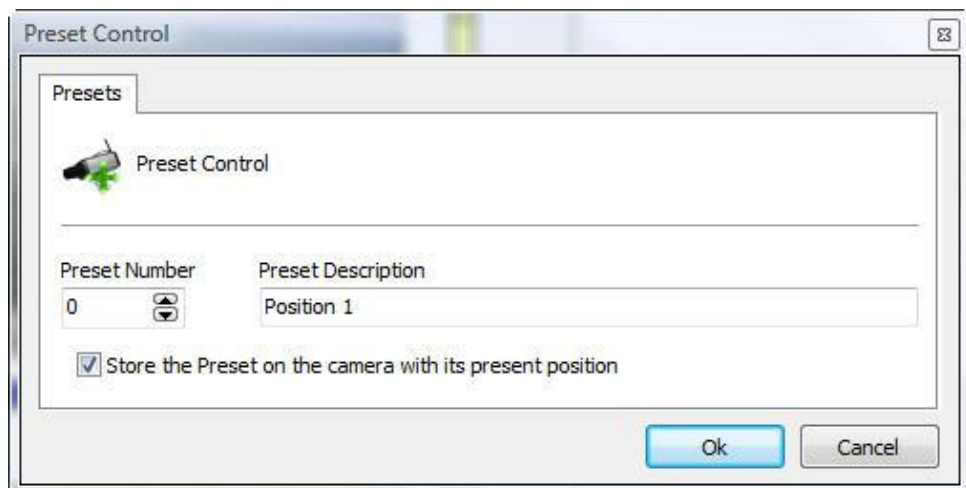 Preset Control
Presets
Preset Control
Preset Number Preset Description
0 Position 1
Store the Preset on the camera with its present position
Ok Cancel